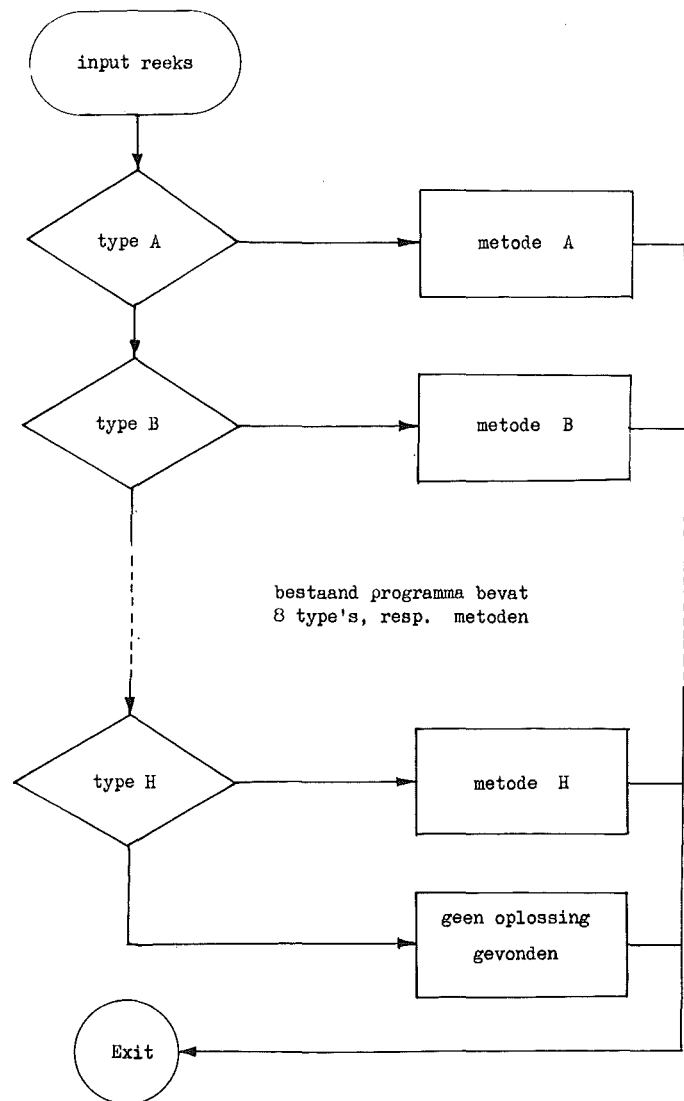 input reeks
type A
metode A
type B
metode B
bestaand programma bevat
8 type's, resp. metoden
type H
metode H
geen oplossing
gevonden
Exit